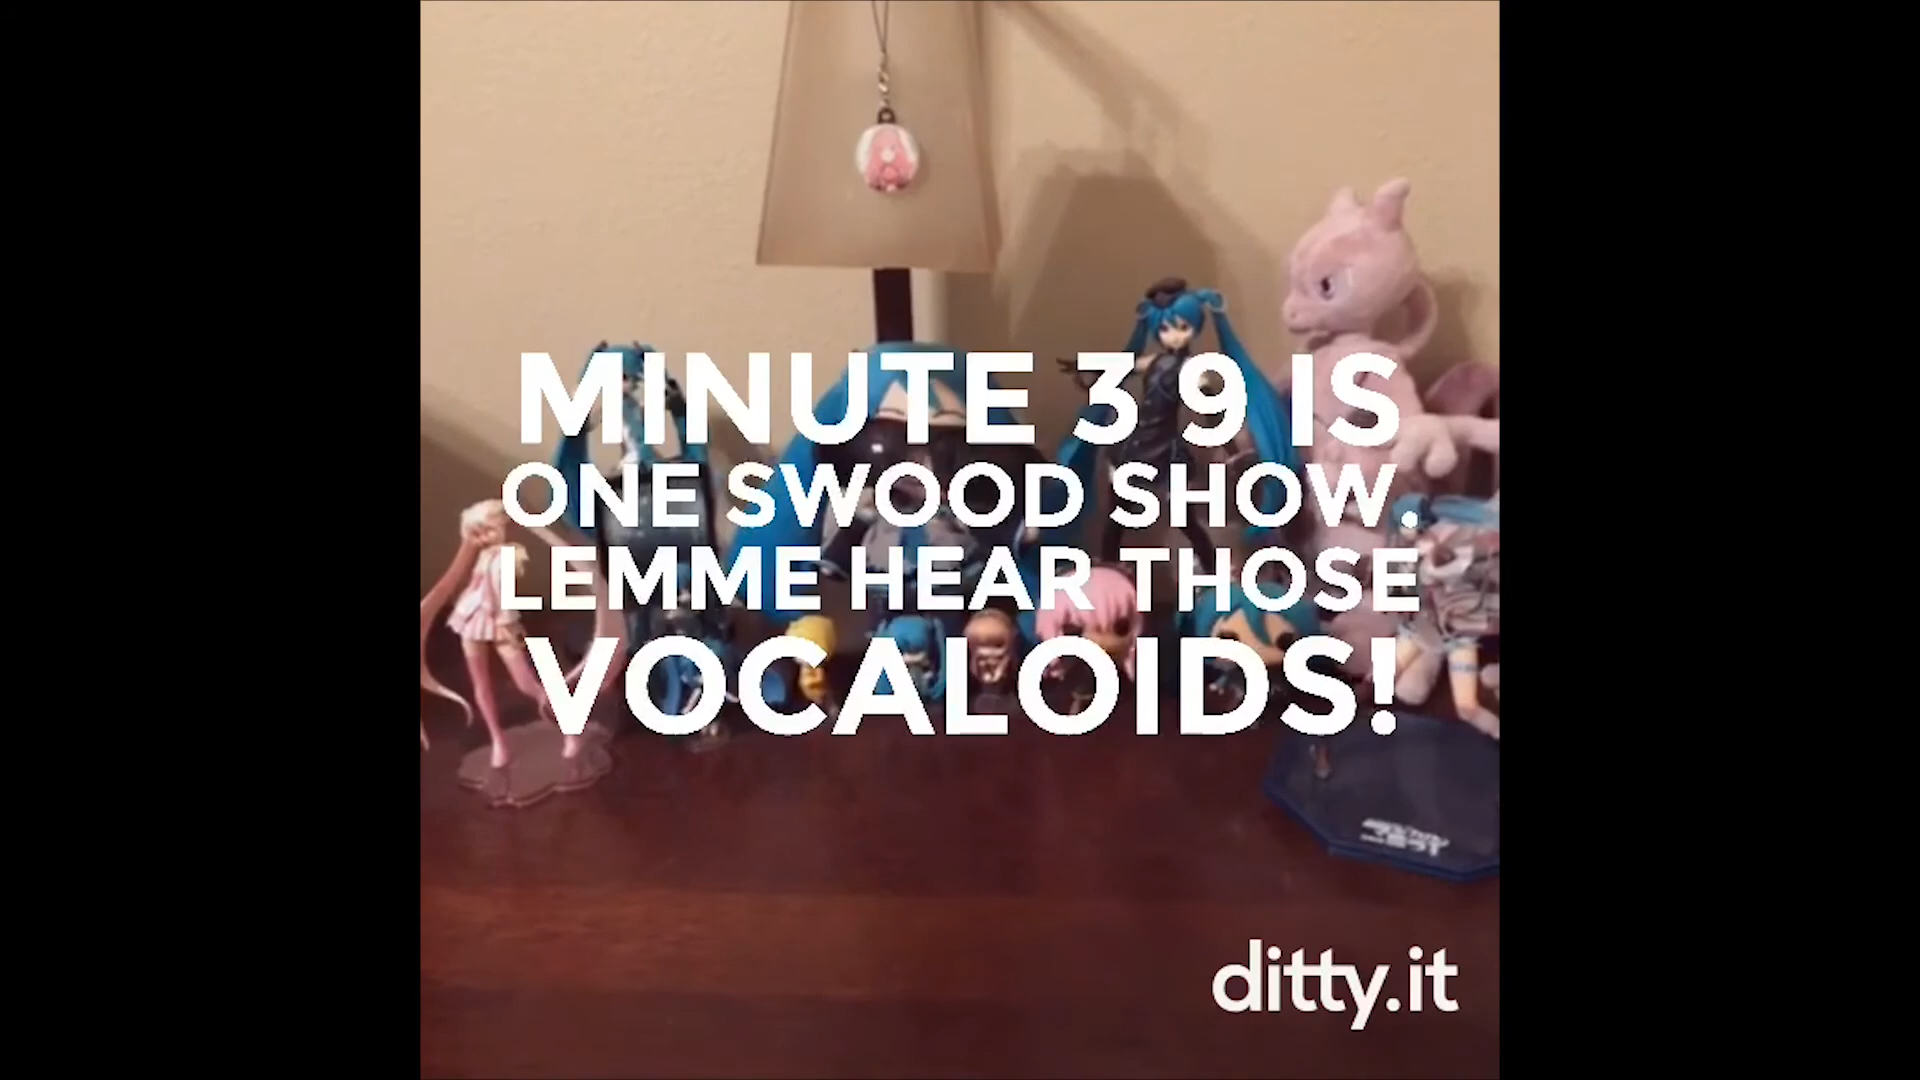 MINUTE 3 9 IS
ONE SWOOD SHOW.
LEMME HEAR THOSE
VOCALOIDS!
ditty.it